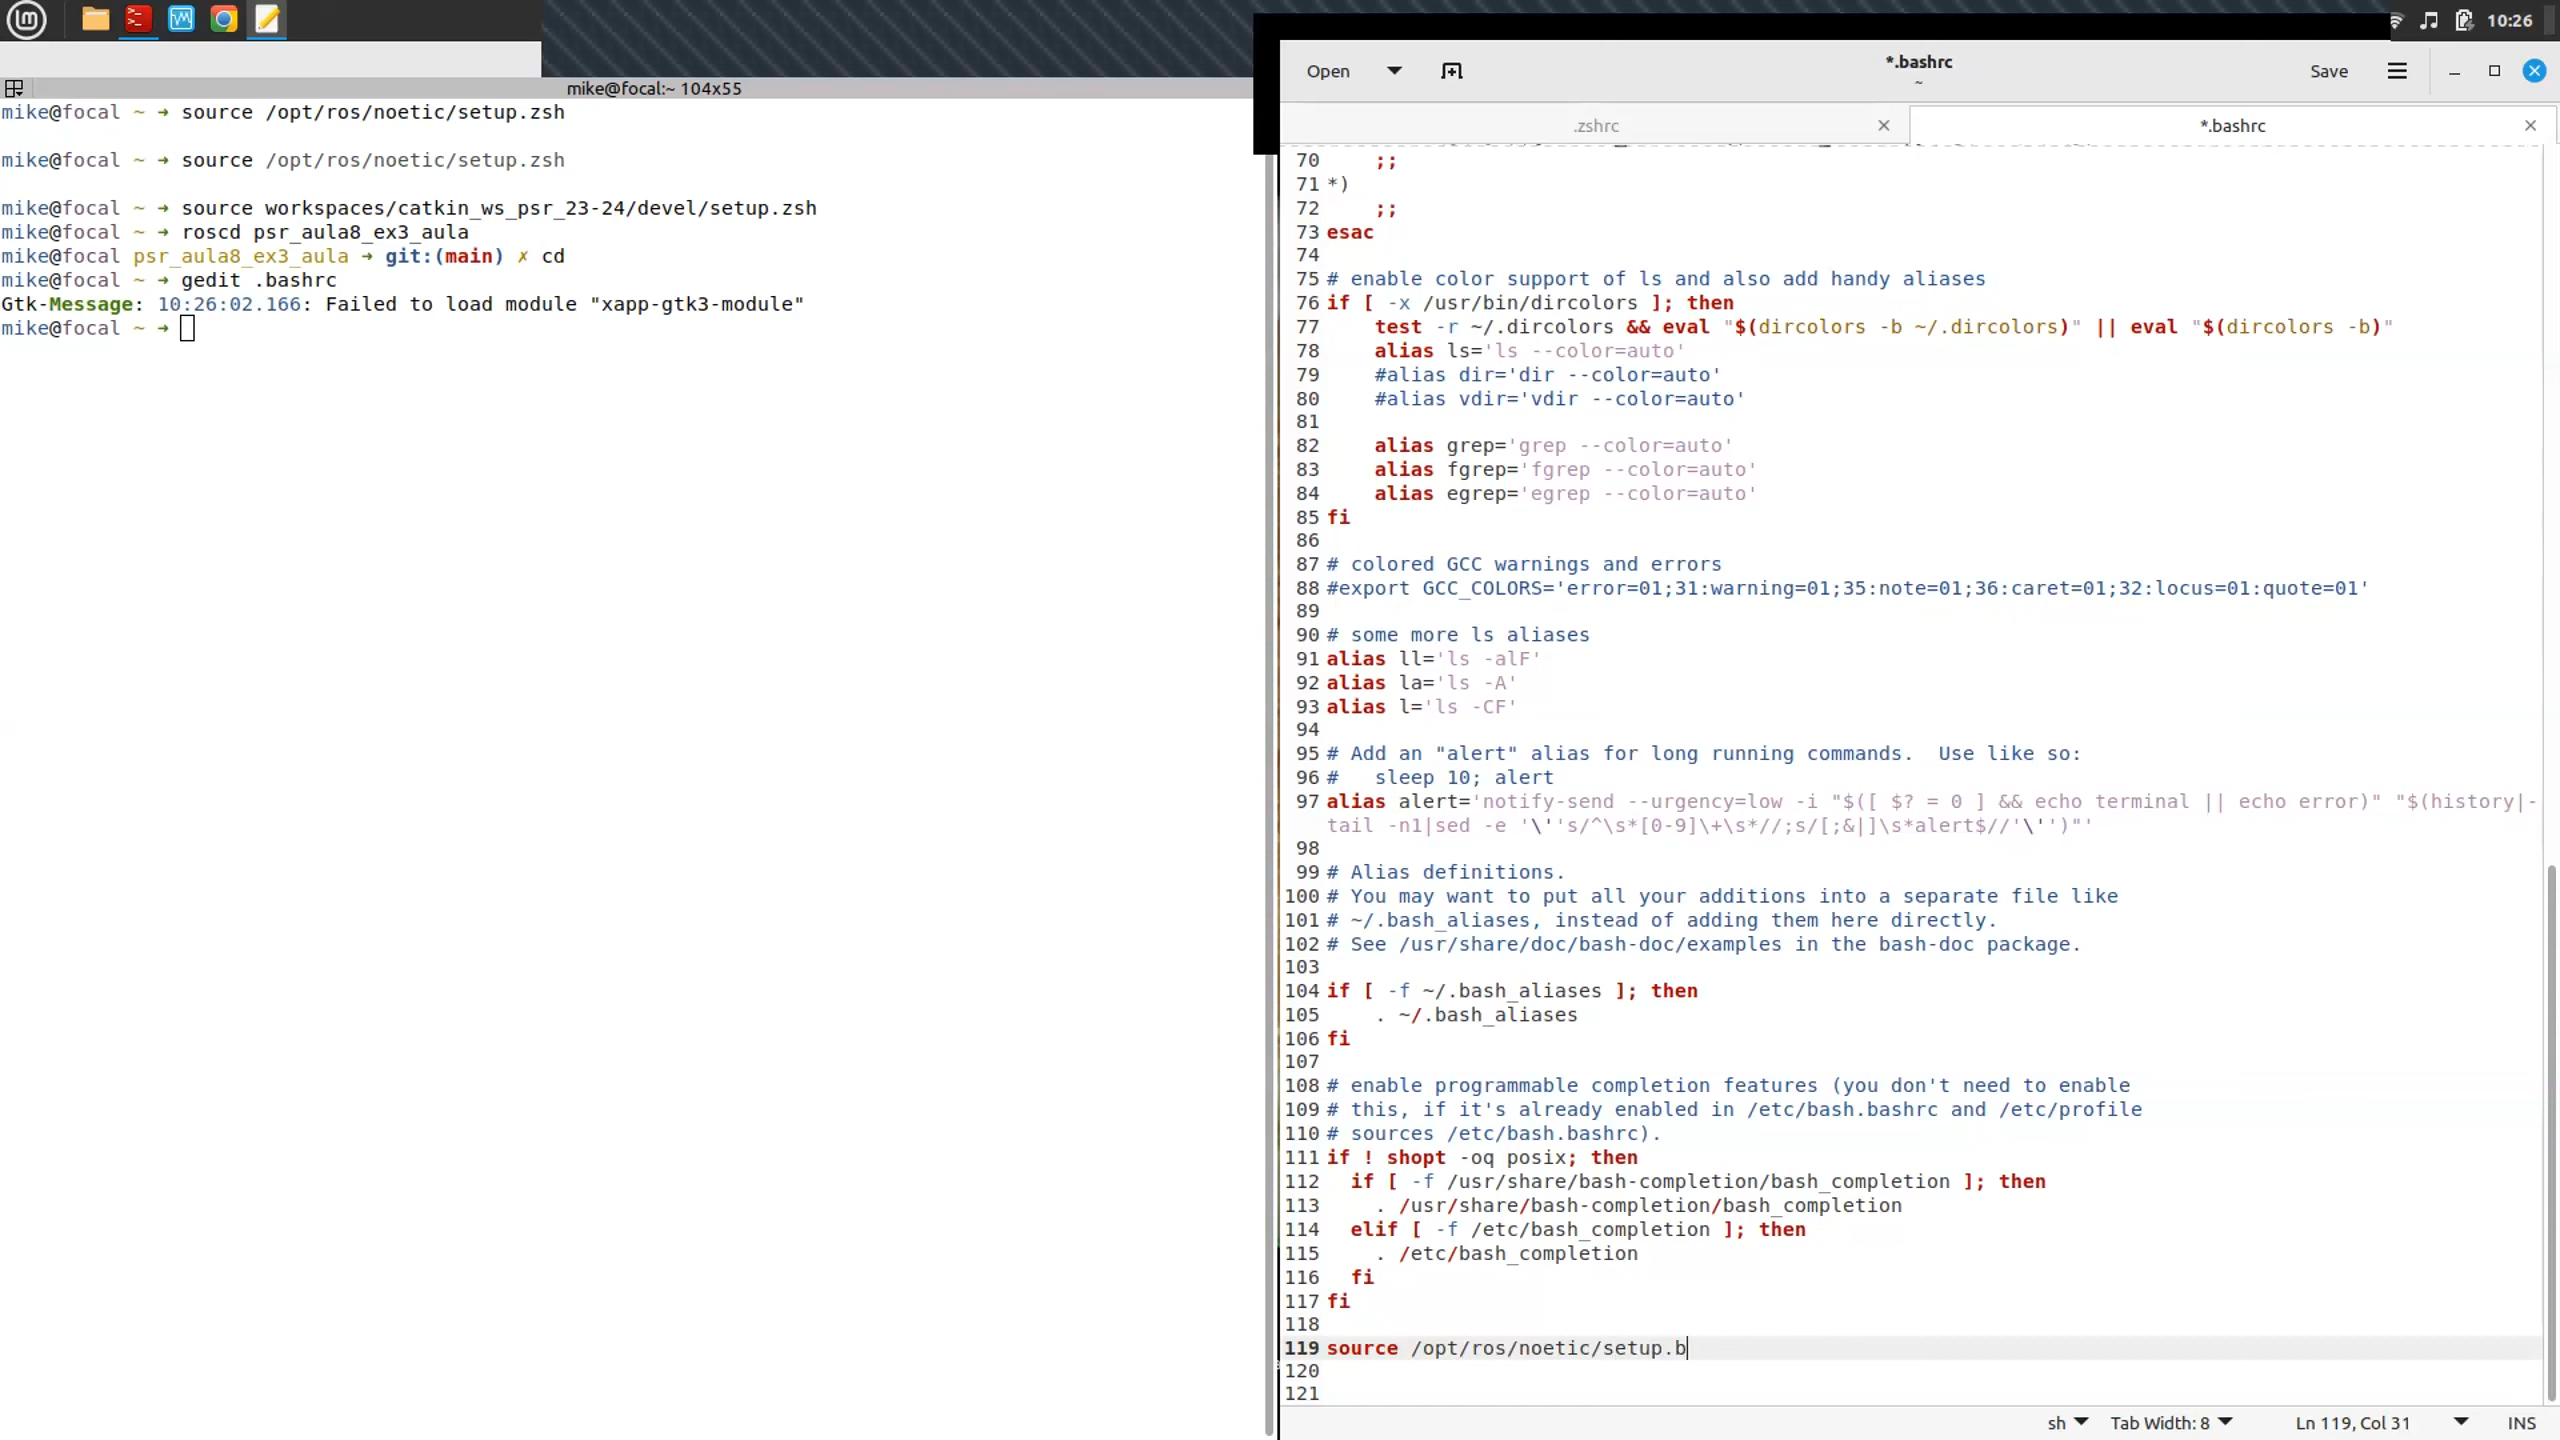 10:26
mike@focal:~ 104x55
mike@focal ~ ➜ source /opt/ros/noetic/setup.zsh
mike@focal ~ ➜ source /opt/ros/noetic/setup.zsh
mike@focal ~ ➜ source workspaces/catkin_ws_psr_23-24/devel/setup.zsh
mike@focal ~ ➜ roscd psr_aula8_ex3_aula
mike@focal psr_aula8_ex3_aula ➜ git:(main) ✗ cd
mike@focal ~ ➜ gedit .bashrc
Gtk-Message: 10:26:02.166: Failed to load module "xapp-gtk3-module"
mike@focal ~ ➜
Open *.bashrc Save
~
.zshrc *.bashrc
70     ;;
71 *)
72     ;;
73 esac
74
75 # enable color support of ls and also add handy aliases
76 if [ -x /usr/bin/dircolors ]; then
77     test -r ~/.dircolors && eval "$(dircolors -b ~/.dircolors)" || eval "$(dircolors -b)"
78     alias ls='ls --color=auto'
79     #alias dir='dir --color=auto'
80     #alias vdir='vdir --color=auto'
81
82     alias grep='grep --color=auto'
83     alias fgrep='fgrep --color=auto'
84     alias egrep='egrep --color=auto'
85 fi
86
87 # colored GCC warnings and errors
88 #export GCC_COLORS='error=01;31:warning=01;35:note=01;36:caret=01;32:locus=01:quote=01'
89
90 # some more ls aliases
91 alias ll='ls -alF'
92 alias la='ls -A'
93 alias l='ls -CF'
94
95 # Add an "alert" alias for long running commands.  Use like so:
96 #   sleep 10; alert
97 alias alert='notify-send --urgency=low -i "$([ $? = 0 ] && echo terminal || echo error)" "$(history|-
tail -n1|sed -e '\''s/^\s*[0-9]\+\s*//;s/[;&|]\s*alert$//'\'')"'
98
99 # Alias definitions.
100 # You may want to put all your additions into a separate file like
101 # ~/.bash_aliases, instead of adding them here directly.
102 # See /usr/share/doc/bash-doc/examples in the bash-doc package.
103
104 if [ -f ~/.bash_aliases ]; then
105     . ~/.bash_aliases
106 fi
107
108 # enable programmable completion features (you don't need to enable
109 # this, if it's already enabled in /etc/bash.bashrc and /etc/profile
110 # sources /etc/bash.bashrc).
111 if ! shopt -oq posix; then
112   if [ -f /usr/share/bash-completion/bash_completion ]; then
113     . /usr/share/bash-completion/bash_completion
114   elif [ -f /etc/bash_completion ]; then
115     . /etc/bash_completion
116   fi
117 fi
118
119 source /opt/ros/noetic/setup.b
120
121
sh Tab Width: 8 Ln 119, Col 31 INS